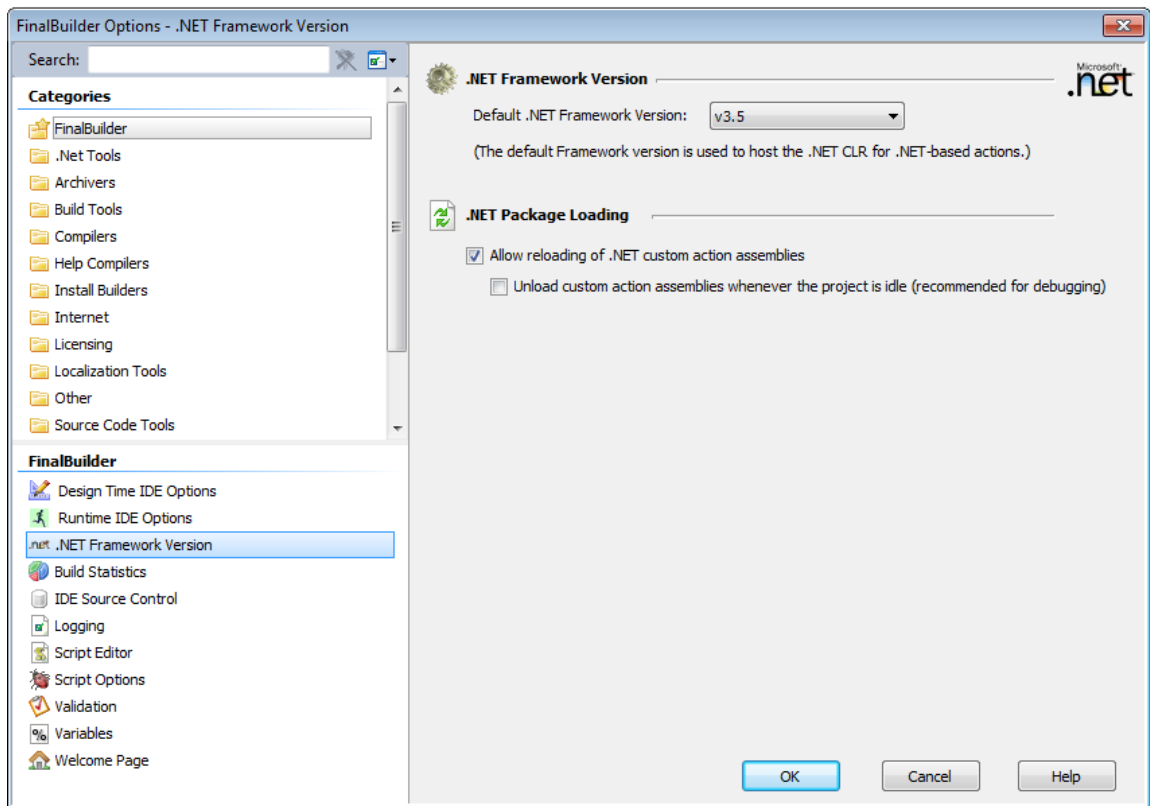 FinalBuilder Options - .NET Framework Version
Search:
Categories
FinalBuilder
.Net Tools
Archivers
Build Tools
Compilers
Help Compilers
Install Builders
Internet
Licensing
Localization Tools
Other
Source Code Tools
FinalBuilder
Design Time IDE Options
Runtime IDE Options
.net .NET Framework Version
Build Statistics
IDE Source Control
Logging
Script Editor
Script Options
Validation
% Variables
Welcome Page
.NET Framework Version
Microsoft
.net
Default .NET Framework Version: v3.5
(The default Framework version is used to host the .NET CLR for .NET-based actions.)
.NET Package Loading
Allow reloading of .NET custom action assemblies
Unload custom action assemblies whenever the project is idle (recommended for debugging)
OK Cancel Help